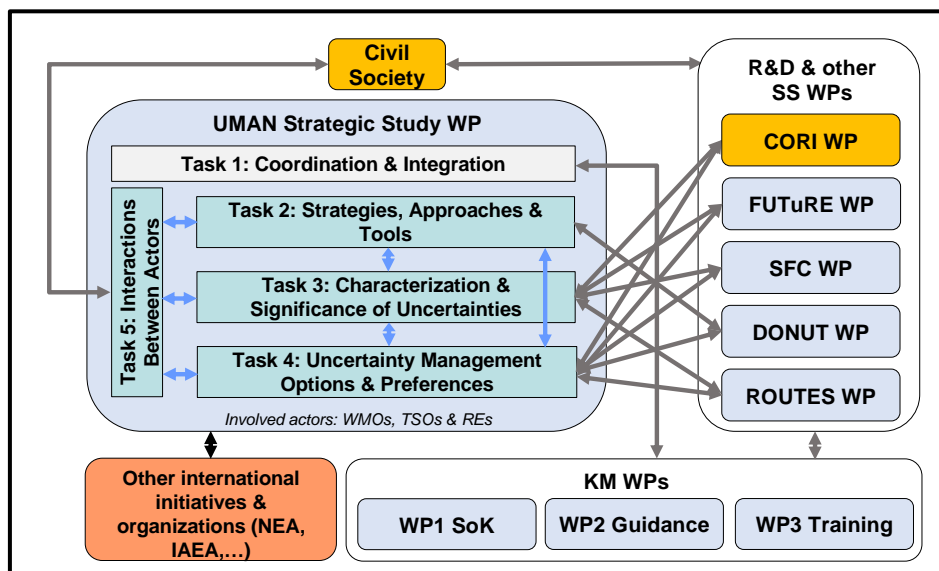 Civil
Society
R&D & other
SS WPs
UMAN Strategic Study WP
Task 1: Coordination & Integration
Task 5: Interactions
Between Actors
Task 2: Strategies, Approaches &
Tools
Task 3: Characterization &
Significance of Uncertainties
Task 4: Uncertainty Management
Options & Preferences
Involved actors: WMOs, TSOs & REs
CORI WP
FUTuRE WP
SFC WP
DONUT WP
ROUTES WP
Other international
initiatives &
organizations (NEA,
IAEA,…)
KM WPs
WP1 SoK
WP2 Guidance
WP3 Training